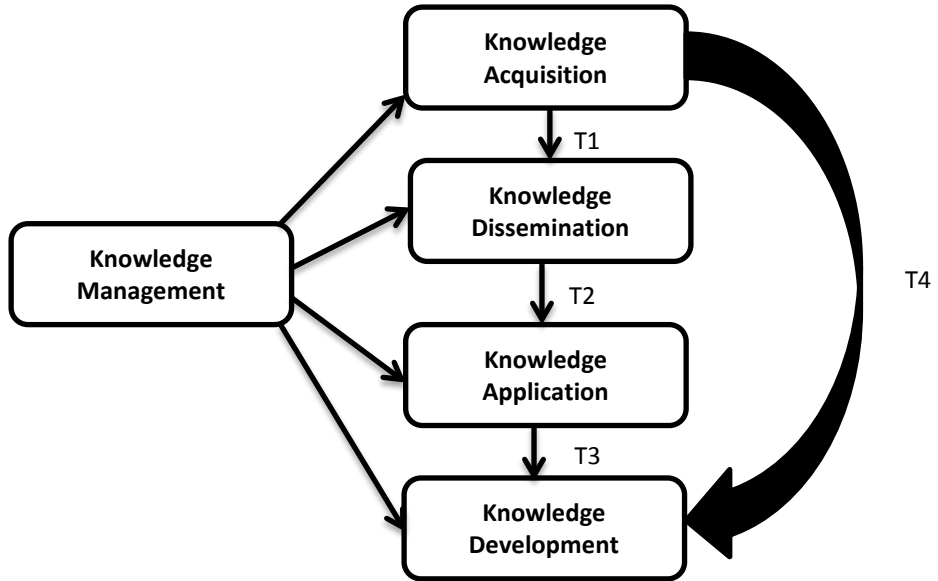 Knowledge
Acquisition
T1
Knowledge
Dissemination
Knowledge
Management
T4
T2
Knowledge
Application
T3
Knowledge
Development